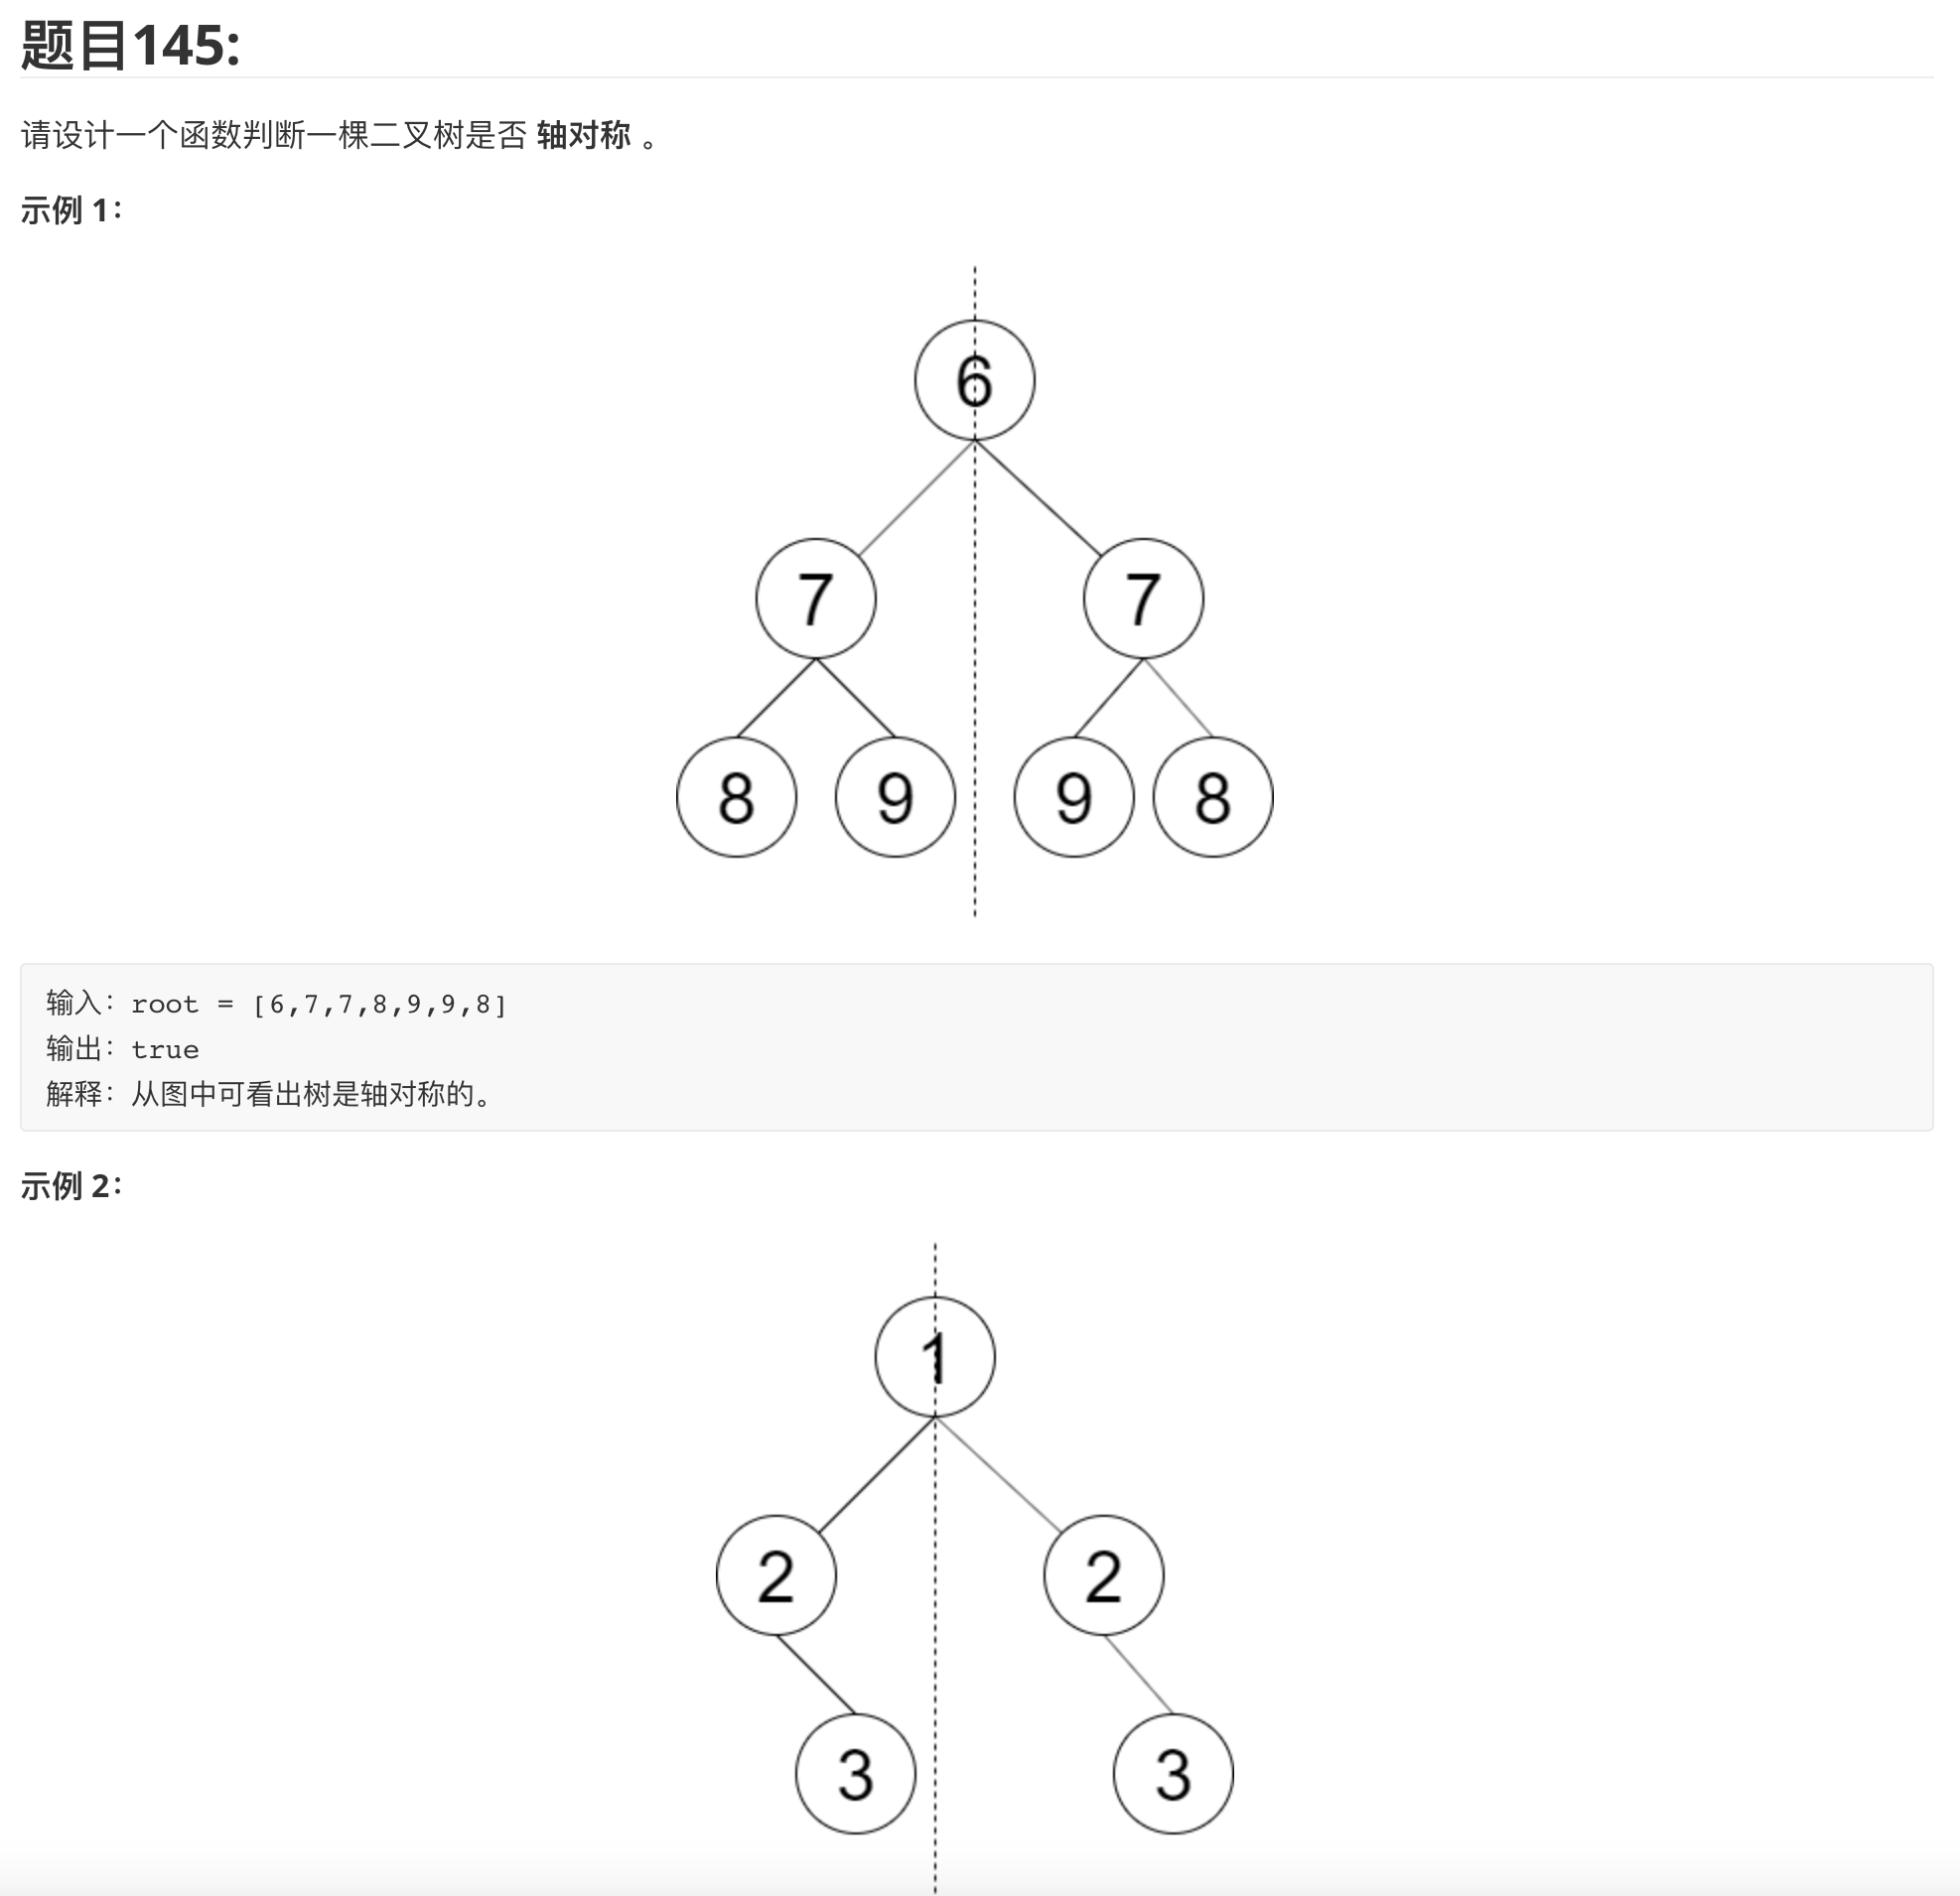 题目145:
请设计一个函数判断一棵二叉树是否 轴对称 。
示例 1：
6
7 7
8 9 9 8
输入：root = [6,7,7,8,9,9,8]
输出：true
解释：从图中可看出树是轴对称的。
示例 2：
1
2 2
3 3